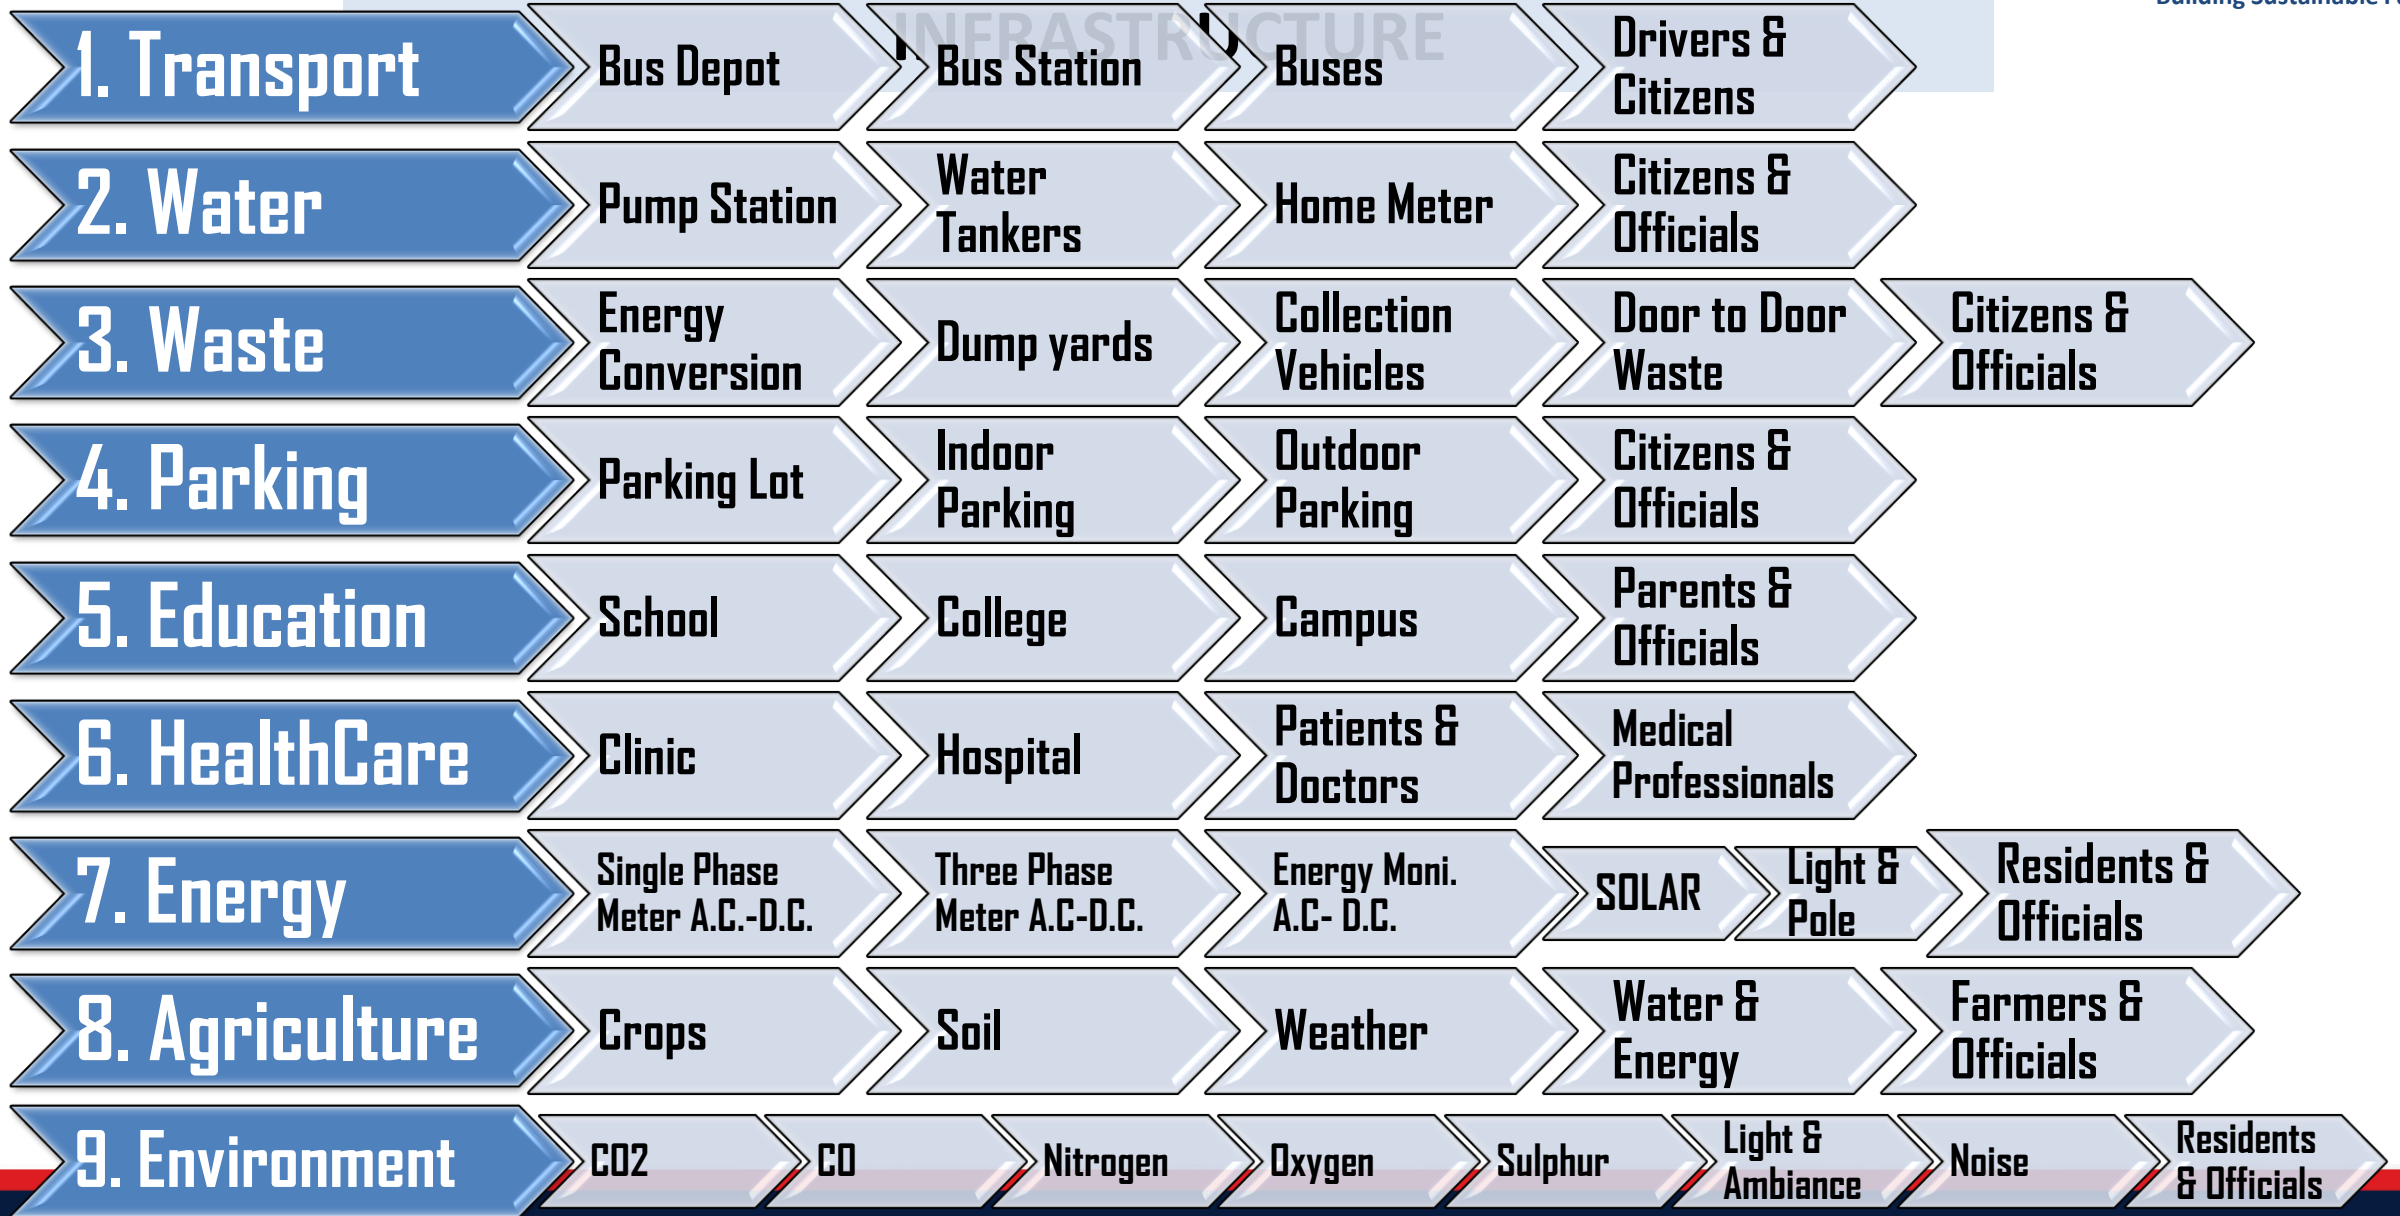 INFRASTRUCTURE
Building Sustainable
1. Transport
Bus Depot
Bus Station
Buses
Drivers &
Citizens
2. Water
Pump Station
Water
Tankers
Home Meter
Citizens &
Officials
3. Waste
Energy
Conversion
Dump yards
Collection
Vehicles
Door to Door
Waste
Citizens &
Officials
4. Parking
Parking Lot
Indoor
Parking
Outdoor
Parking
Citizens &
Officials
5. Education
School
College
Campus
Parents &
Officials
6. HealthCare
Clinic
Hospital
Patients &
Doctors
Medical
Professionals
7. Energy
Single Phase
Meter A.C.-D.C.
Three Phase
Meter A.C-D.C.
Energy Moni.
A.C- D.C.
SOLAR
Light &
Pole
Residents &
Officials
8. Agriculture
Crops
Soil
Weather
Water &
Energy
Farmers &
Officials
9. Environment
CO2
CO
Nitrogen
Oxygen
Sulphur
Light &
Ambiance
Noise
Residents
& Officials